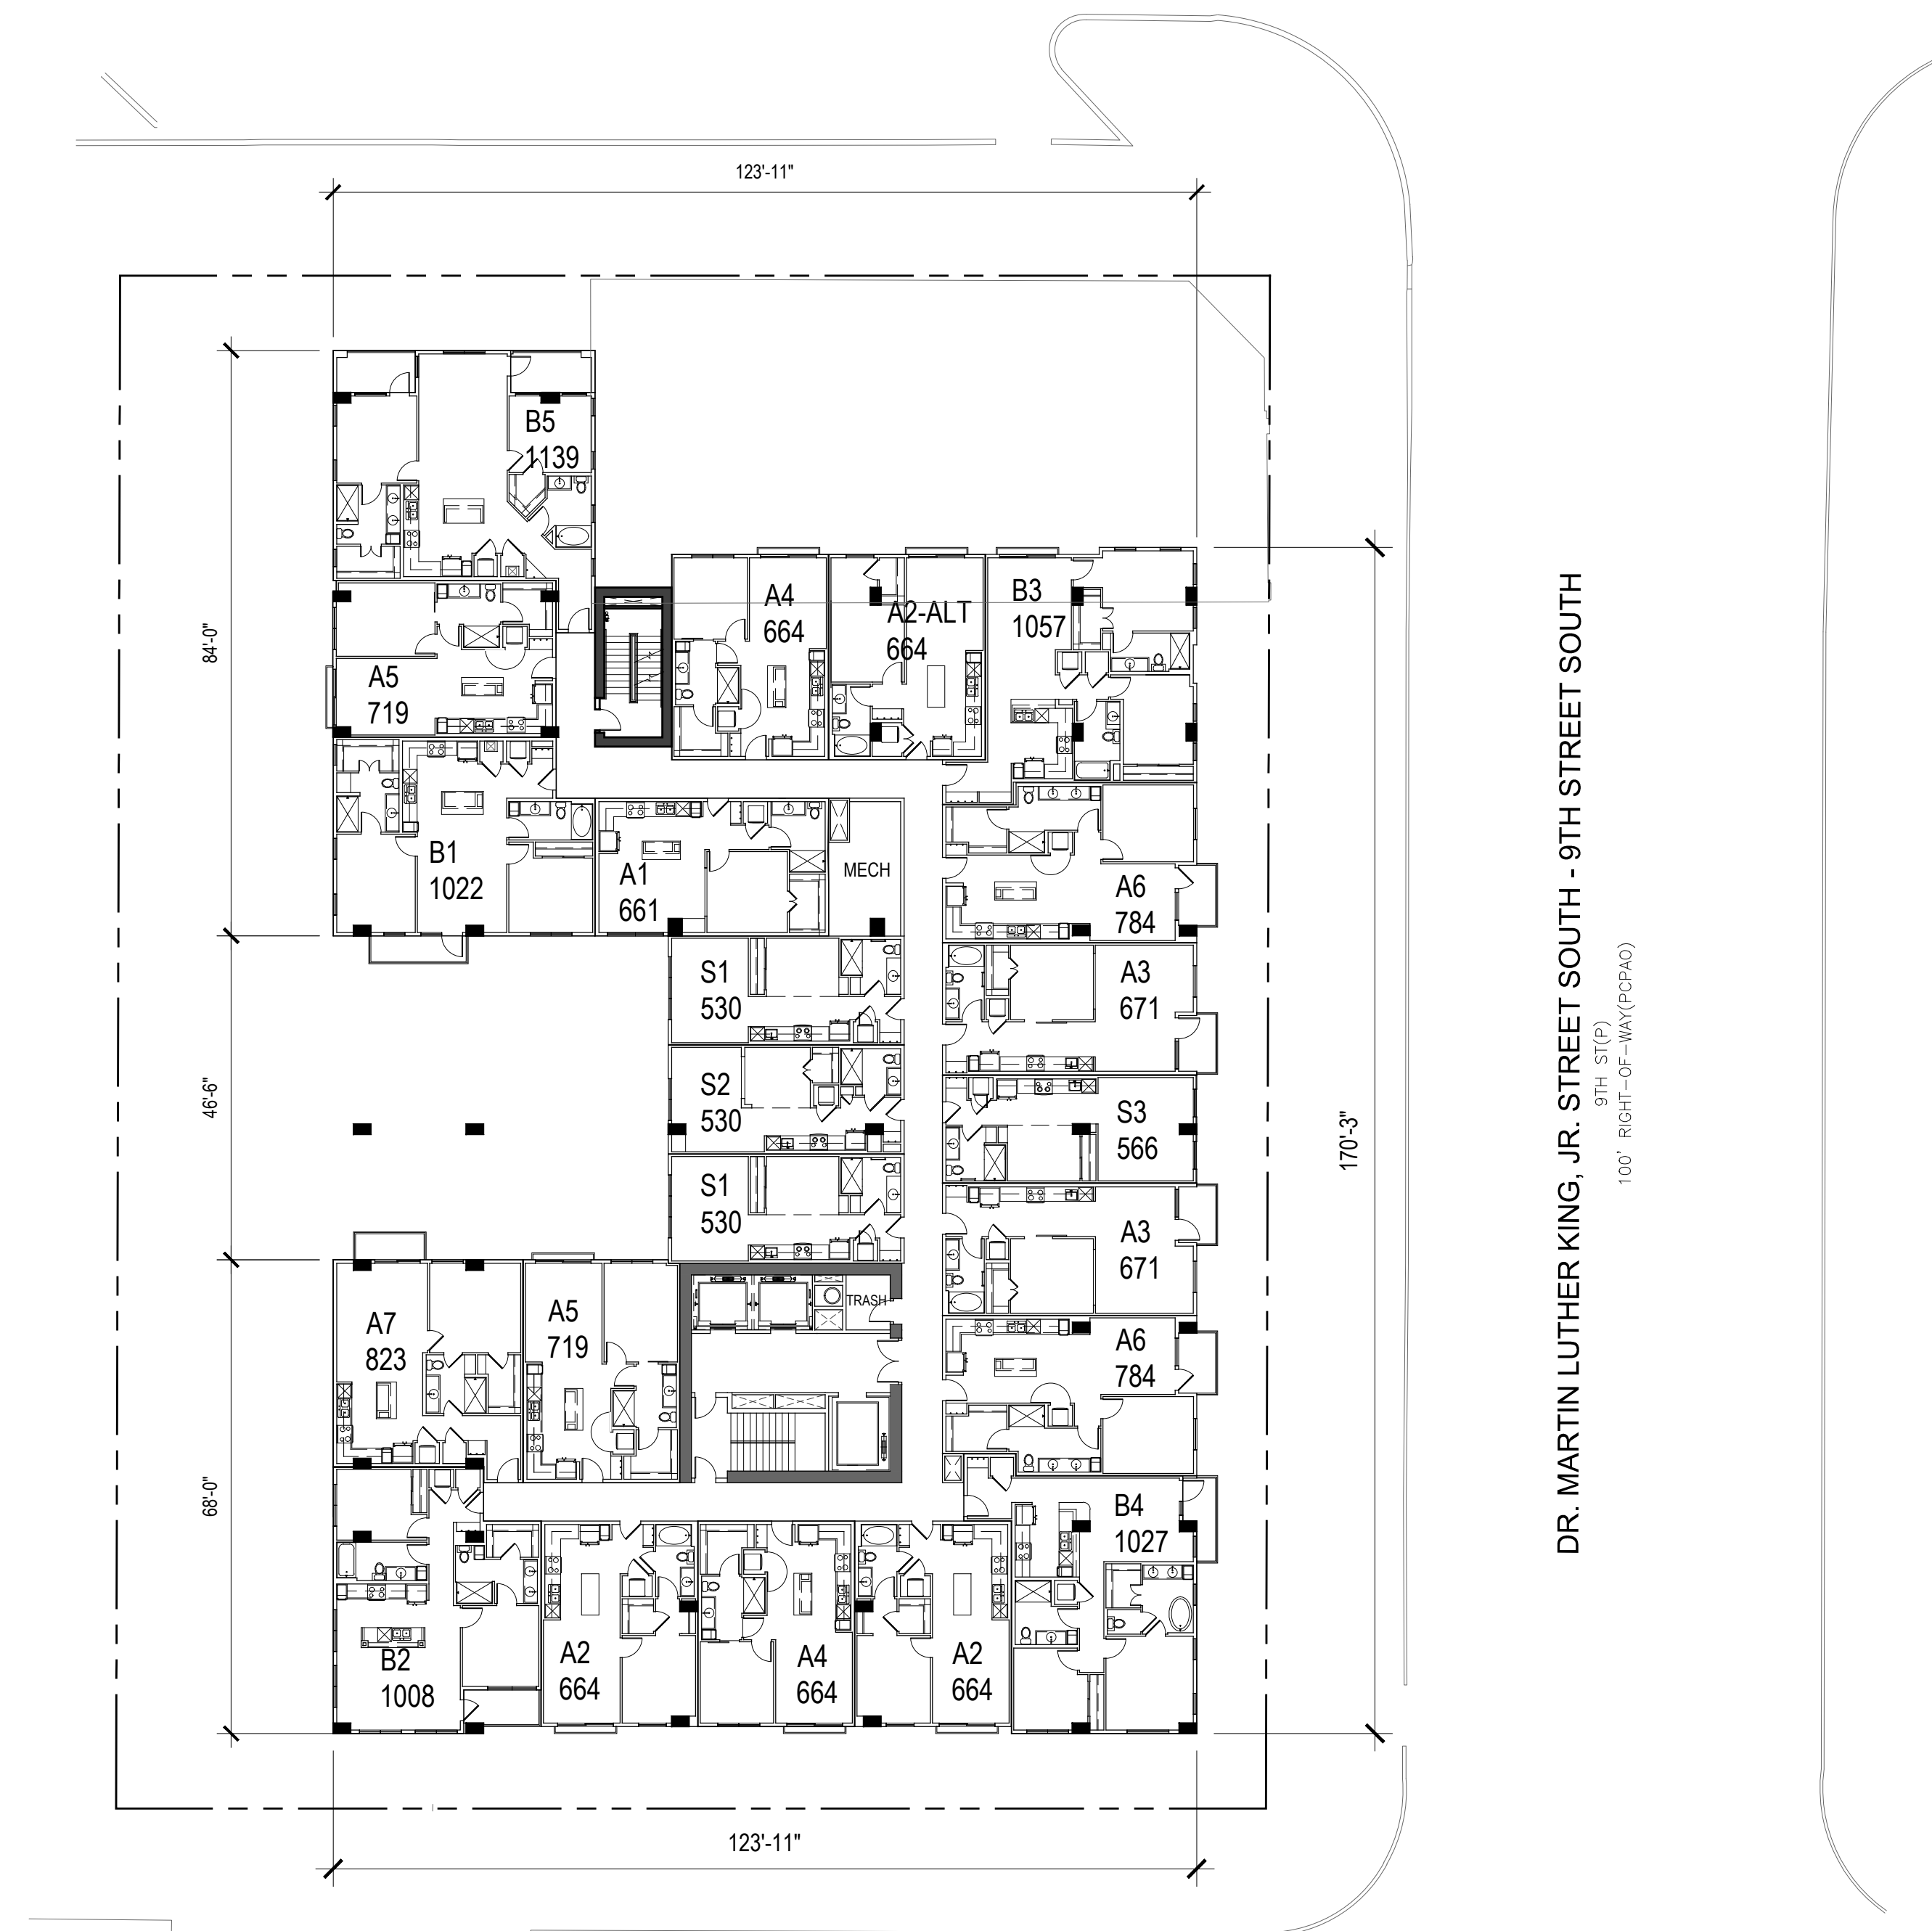 123'-11"
B5
1139
84'-0"
A5
719
A4
664
A2-ALT
664
B3
1057
B1
1022
A1
661
MECH
A6
784
S1
530
A3
671
46'-6"
S2
530
S3
566
170'-3"
S1
530
A3
671
TRASH
A7
823
A5
719
A6
784
68'-0"
B4
1027
B2
1008
A2
664
A4
664
A2
664
123'-11"
DR. MARTIN LUTHER KING, JR. STREET SOUTH - 9TH STREET SOUTH
9TH ST(P)
100' RIGHT-OF-WAY(PCPAO)